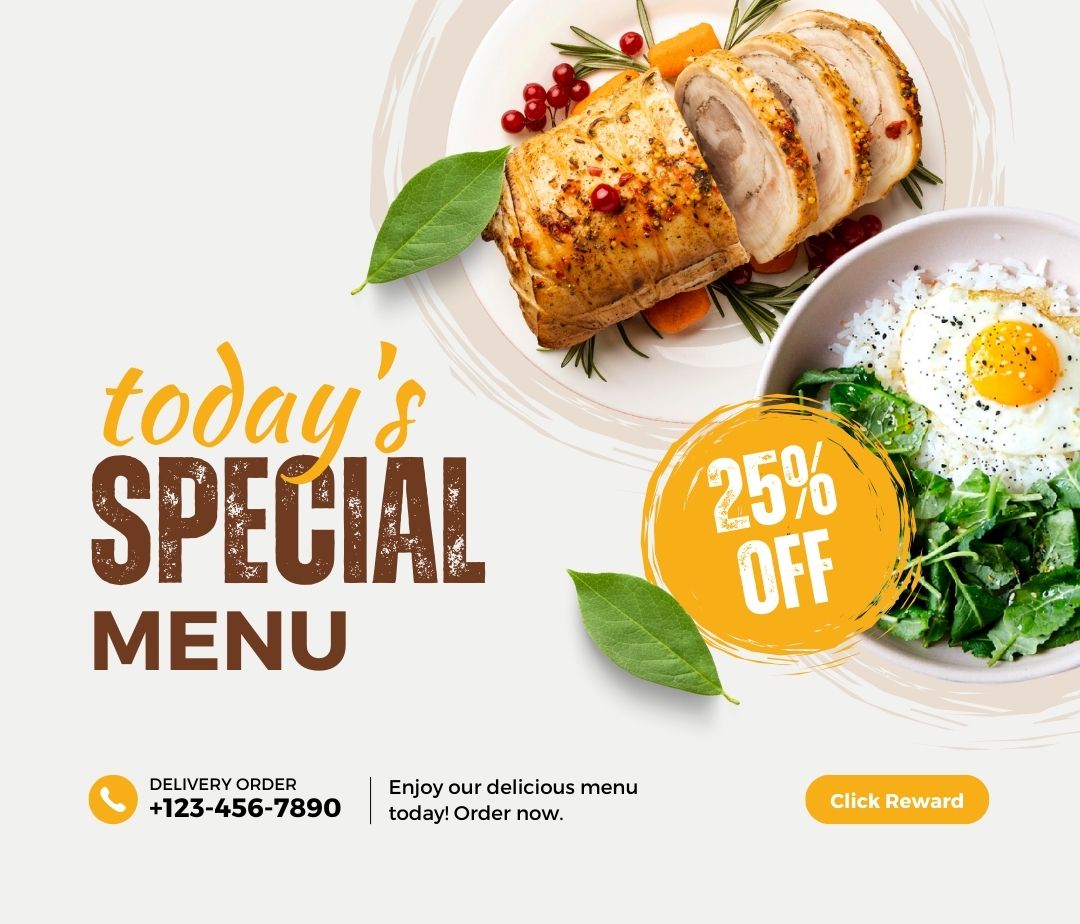 today's
SPECIAL
MENU
25%
OFF
DELIVERY ORDER
+123-456-7890
Enjoy our delicious menu
today! Order now.
Click Reward